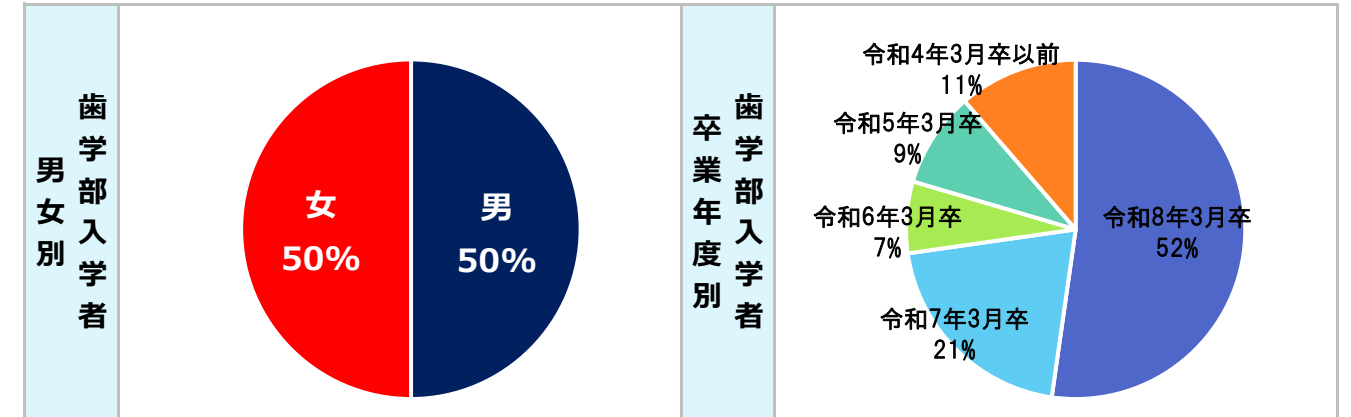 歯学部入学者
男女別
女
50%
男
50%
歯学部入学者
卒業年度別
令和4年3月卒以前
11%
令和5年3月卒
9%
令和6年3月卒
7%
令和7年3月卒
21%
令和8年3月卒
52%